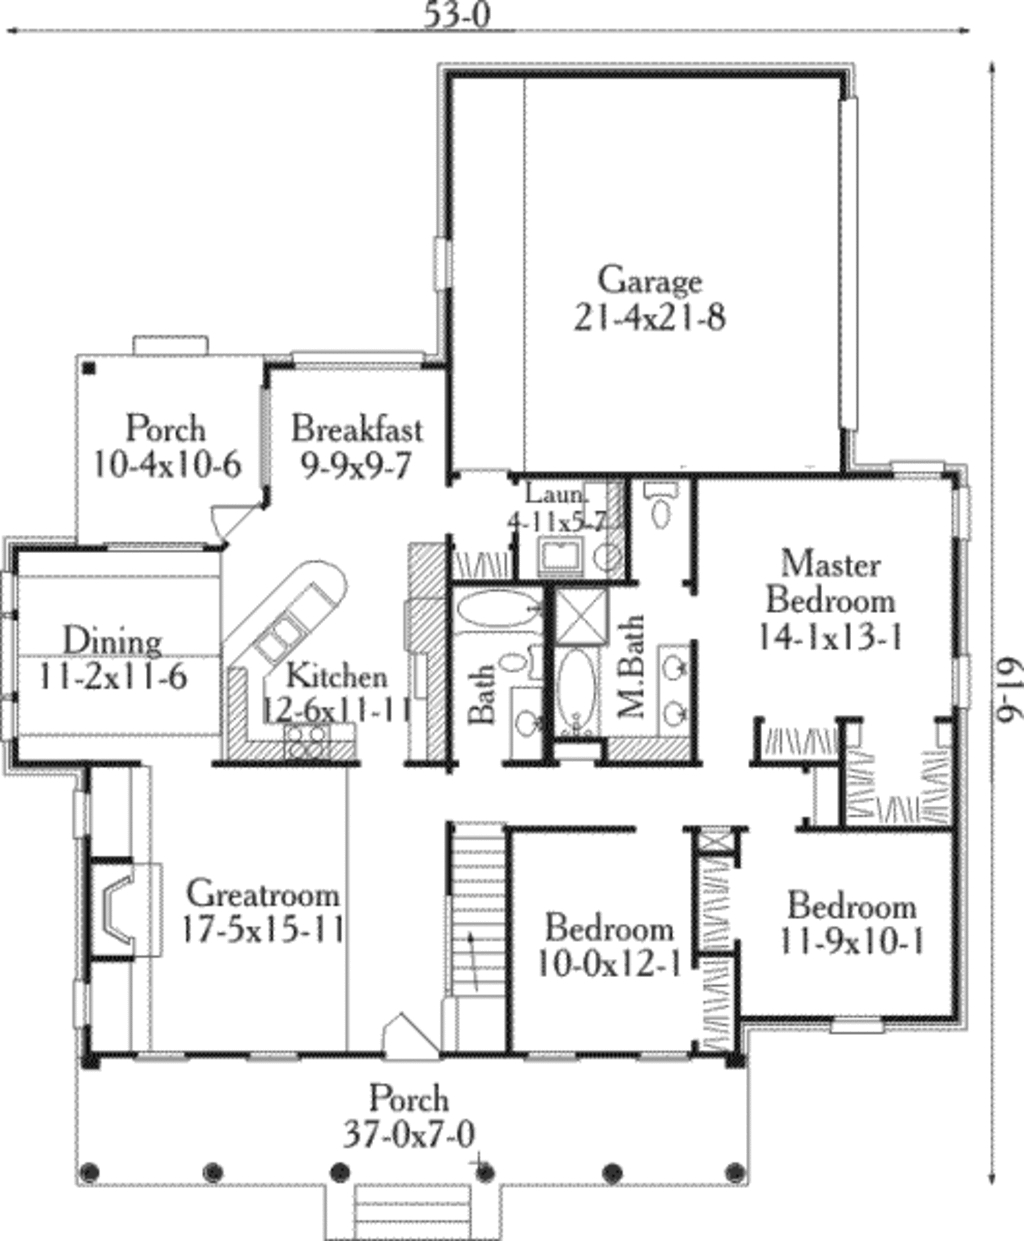 53-0
Garage
21-4x21-8
Porch
10-4x10-6
Breakfast
9-9x9-7
Laun.
4-11x5-7
Master
Bedroom
14-1x13-1
Dining
11-2x11-6
Kitchen
12-6x11-11
Bath
M.Bath
61-6
Greatroom
17-5x15-11
Bedroom
10-0x12-1
Bedroom
11-9x10-1
Porch
37-0x7-0